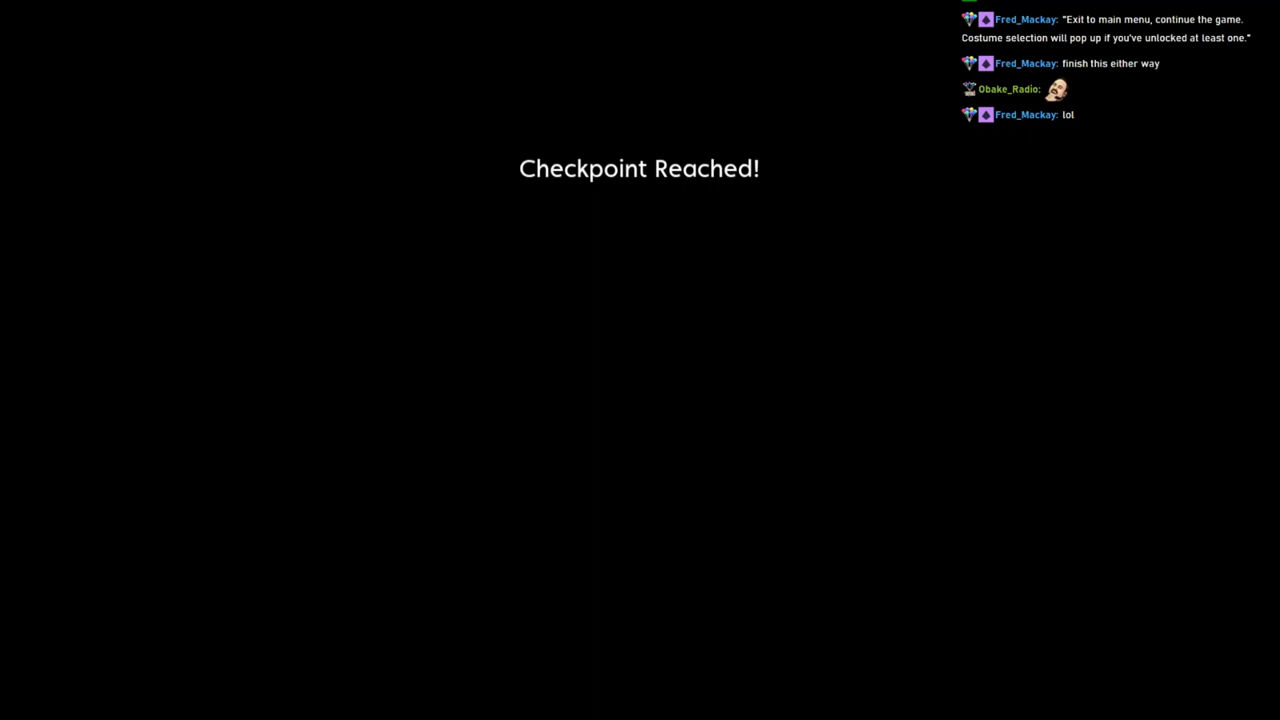 Fred_Mackay: "Exit to main menu, continue the game.
Costume selection will pop up if you've unlocked at least one."
Fred_Mackay: finish this either way
Obake_Radio:
Fred_Mackay: lol
Checkpoint Reached!